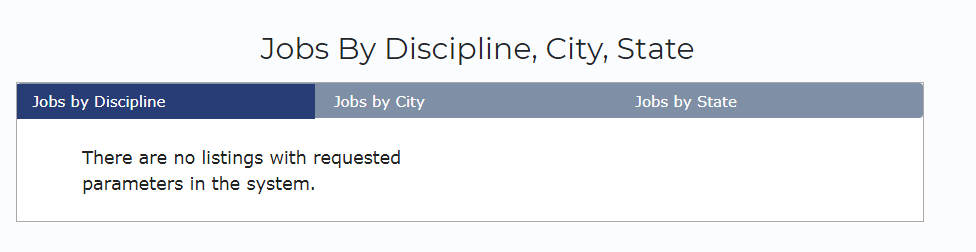 Jobs By Discipline, City, State
Jobs by Discipline
Jobs by City
Jobs by State
There are no listings with requested
parameters in the system.